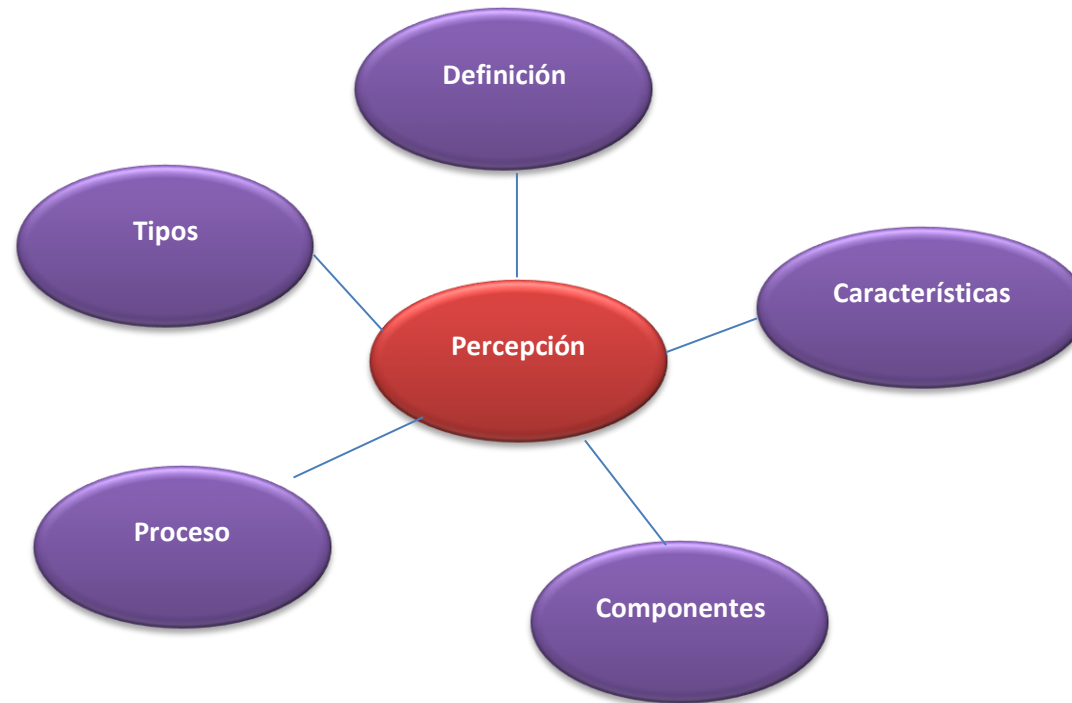 Definición
Tipos
Características
Percepción
Proceso
Componentes